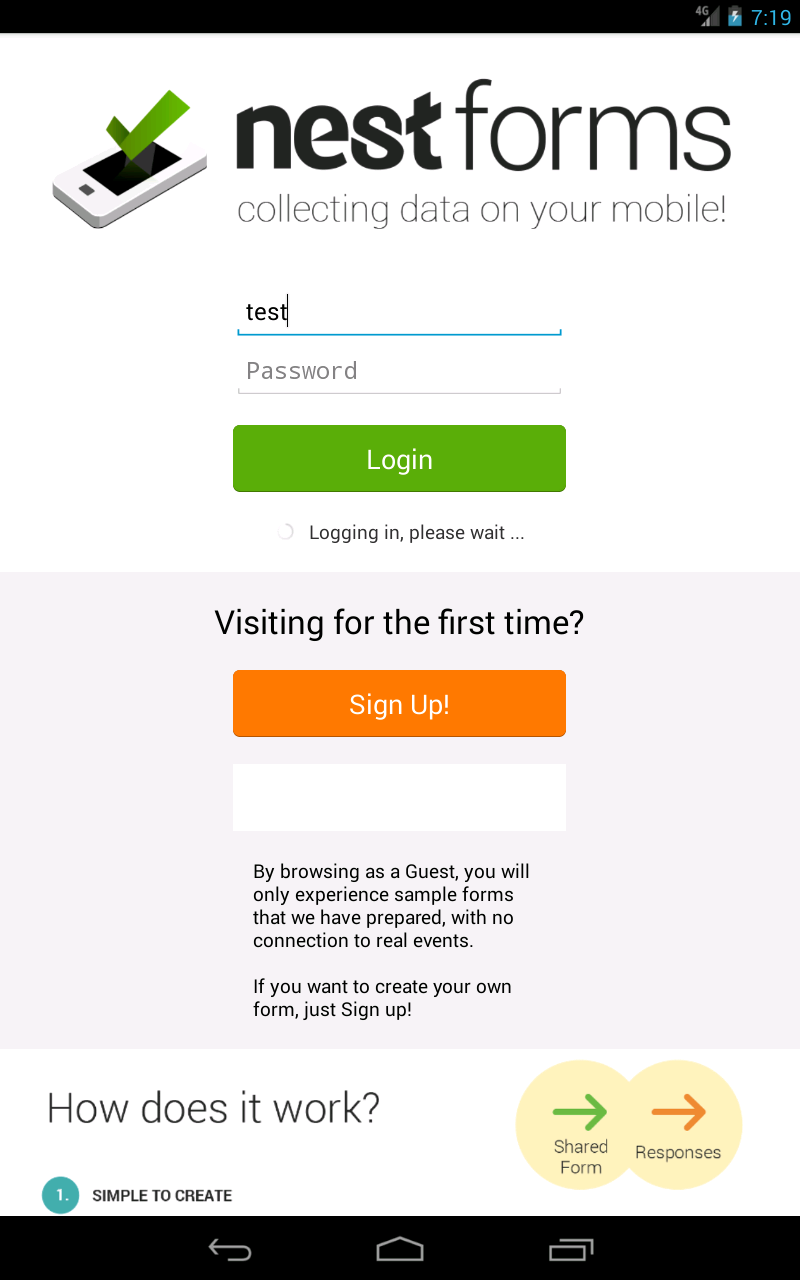 4G 7:19
nestforms
collecting data on your mobile!
test
Password
Login
Logging in, please wait ...
Visiting for the first time?
Sign Up!
By browsing as a Guest, you will
only experience sample forms
that we have prepared, with no
connection to real events.
If you want to create your own
form, just Sign up!
How does it work?
Shared
Form
Responses
1. SIMPLE TO CREATE